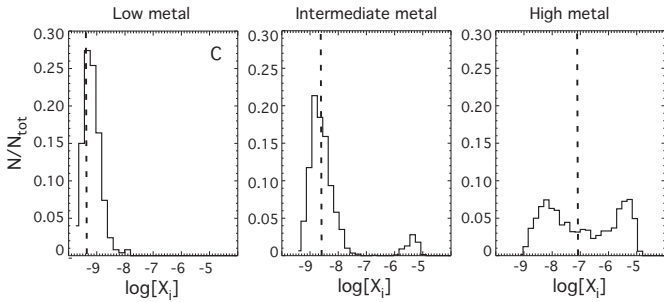 Low metal Intermediate metal High metal
0.30 0.30 0.30
C
0.25 0.25 0.25
0.20 0.20 0.20
N/N_tot
0.15 0.15 0.15
0.10 0.10 0.10
0.05 0.05 0.05
0 0 0
-9 -8 -7 -6 -5 -9 -8 -7 -6 -5 -9 -8 -7 -6 -5
log[X_i] log[X_i] log[X_i]